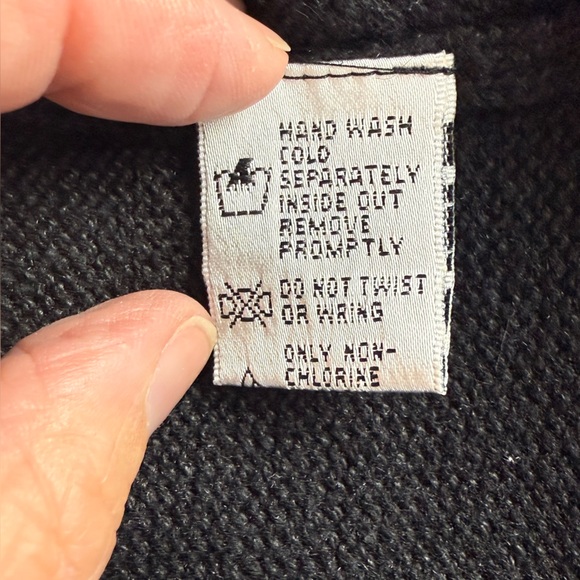 HAND WASH
COLD
SEPARATELY
INSIDE OUT
REMOVE
PROMPTLY
DO NOT TWIST
OR WRING
ONLY NON-
CHLORINE